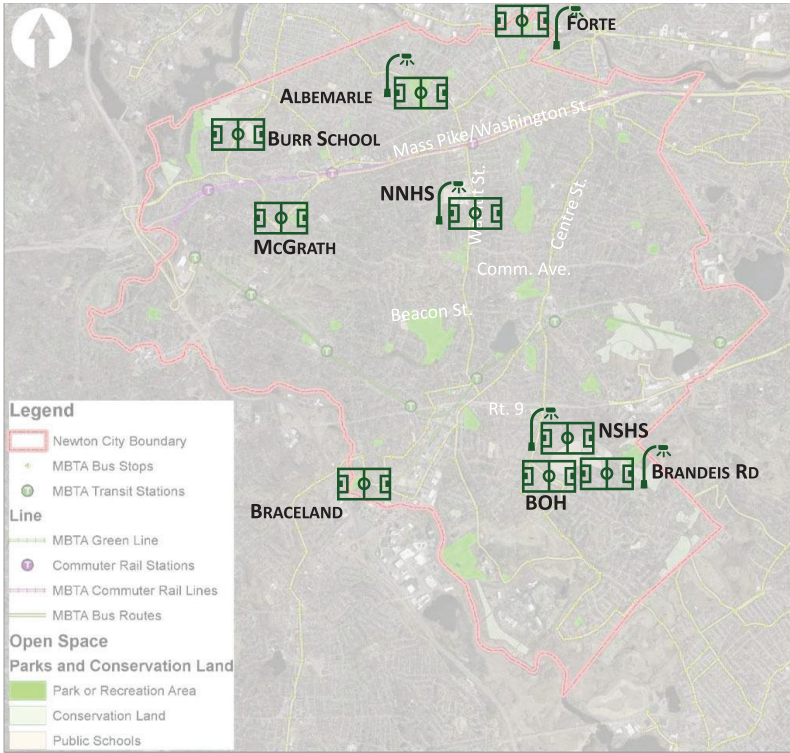 FORTE
ALBEMARLE
BURR SCHOOL
Mass Pike/Washington St.
NNHS
Walnut St.
Centre St.
MCGRATH
Comm. Ave.
Beacon St.
Rt. 9
NSHS
BRANDEIS RD
BOH
BRACELAND
Legend
Newton City Boundary
MBTA Bus Stops
T MBTA Transit Stations
Line
MBTA Green Line
T Commuter Rail Stations
MBTA Commuter Rail Lines
MBTA Bus Routes
Open Space
Parks and Conservation Land
Park or Recreation Area
Conservation Land
Public Schools